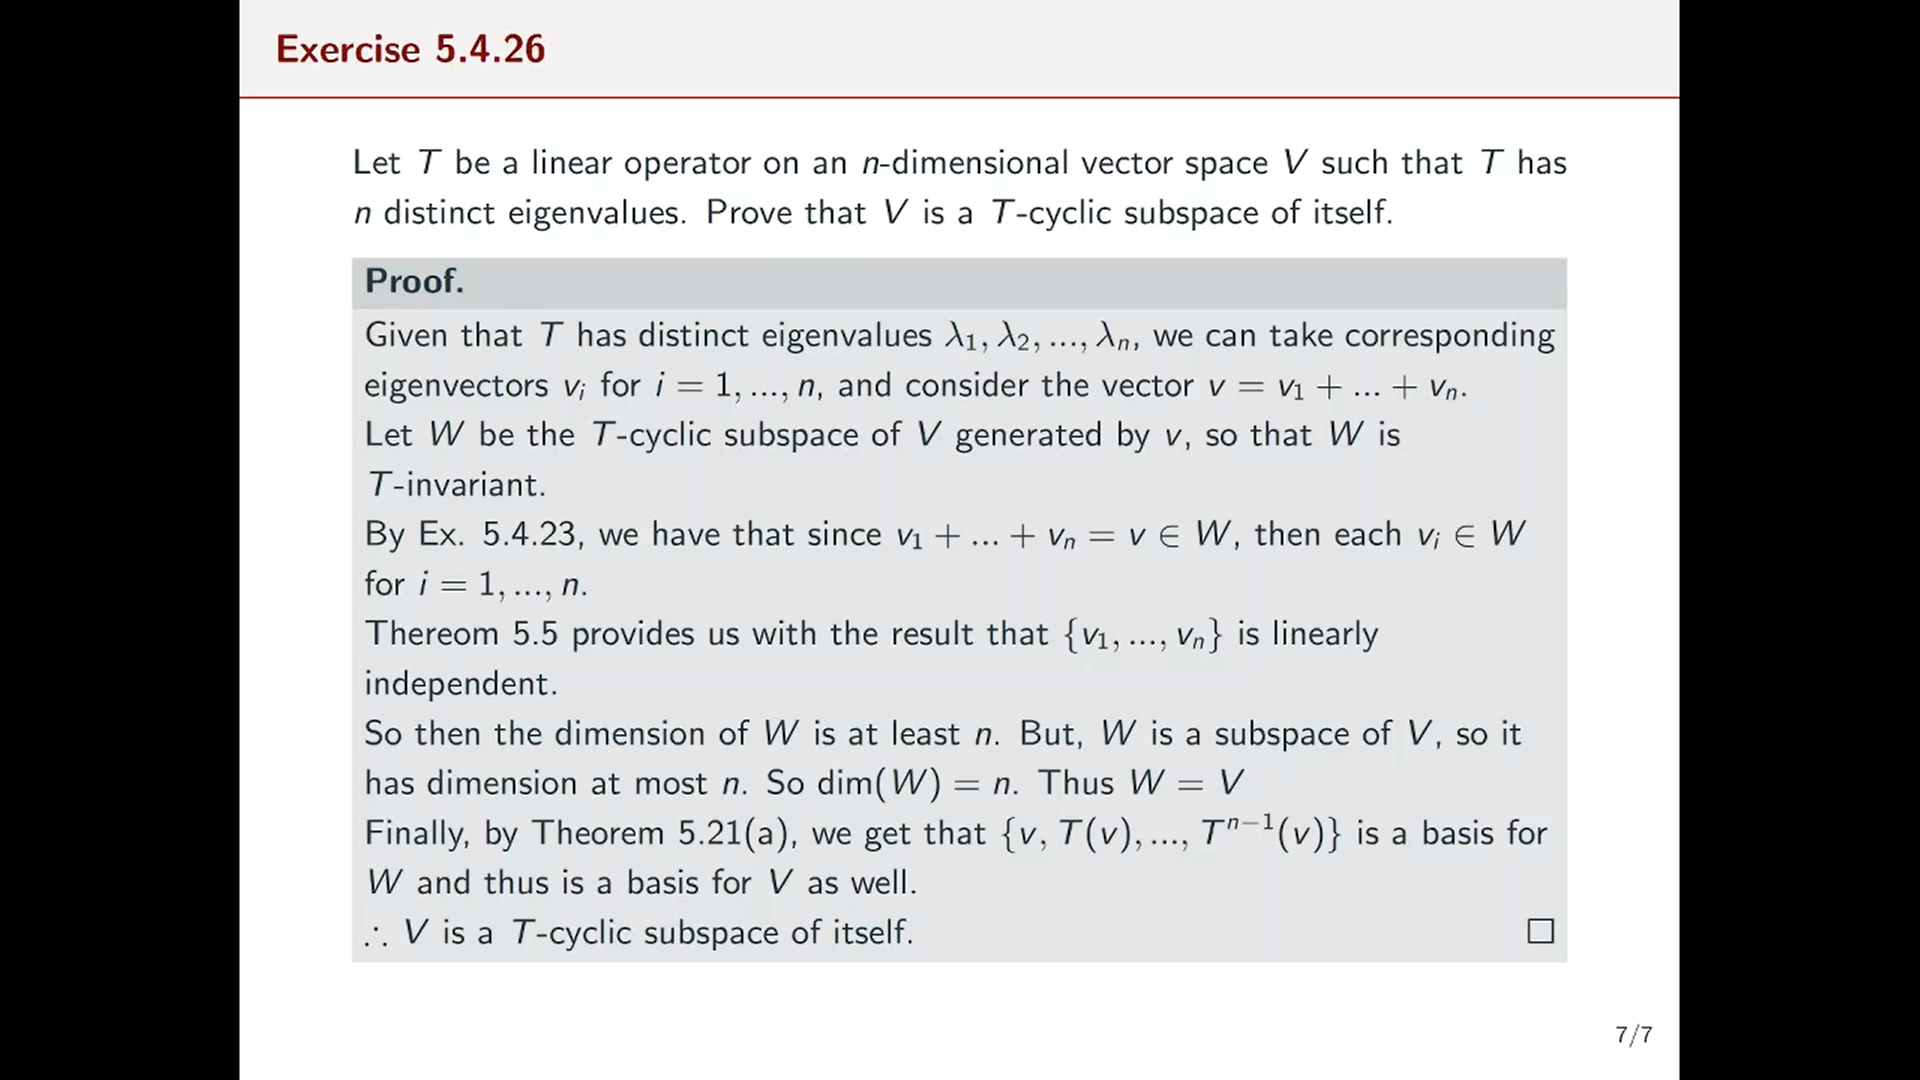 Exercise 5.4.26
Let T be a linear operator on an n-dimensional vector space V such that T has
n distinct eigenvalues. Prove that V is a T-cyclic subspace of itself.
Proof.
Given that T has distinct eigenvalues λ₁, λ₂, ..., λₙ, we can take corresponding
eigenvectors vᵢ for i = 1, ..., n, and consider the vector v = v₁ + ... + vₙ.
Let W be the T-cyclic subspace of V generated by v, so that W is
T-invariant.
By Ex. 5.4.23, we have that since v₁ + ... + vₙ = v ∈ W, then each vᵢ ∈ W
for i = 1, ..., n.
Thereom 5.5 provides us with the result that {v₁, ..., vₙ} is linearly
independent.
So then the dimension of W is at least n. But, W is a subspace of V, so it
has dimension at most n. So dim(W) = n. Thus W = V
Finally, by Theorem 5.21(a), we get that {v, T(v), ..., Tⁿ⁻¹(v)} is a basis for
W and thus is a basis for V as well.
∴ V is a T-cyclic subspace of itself. □
7/7